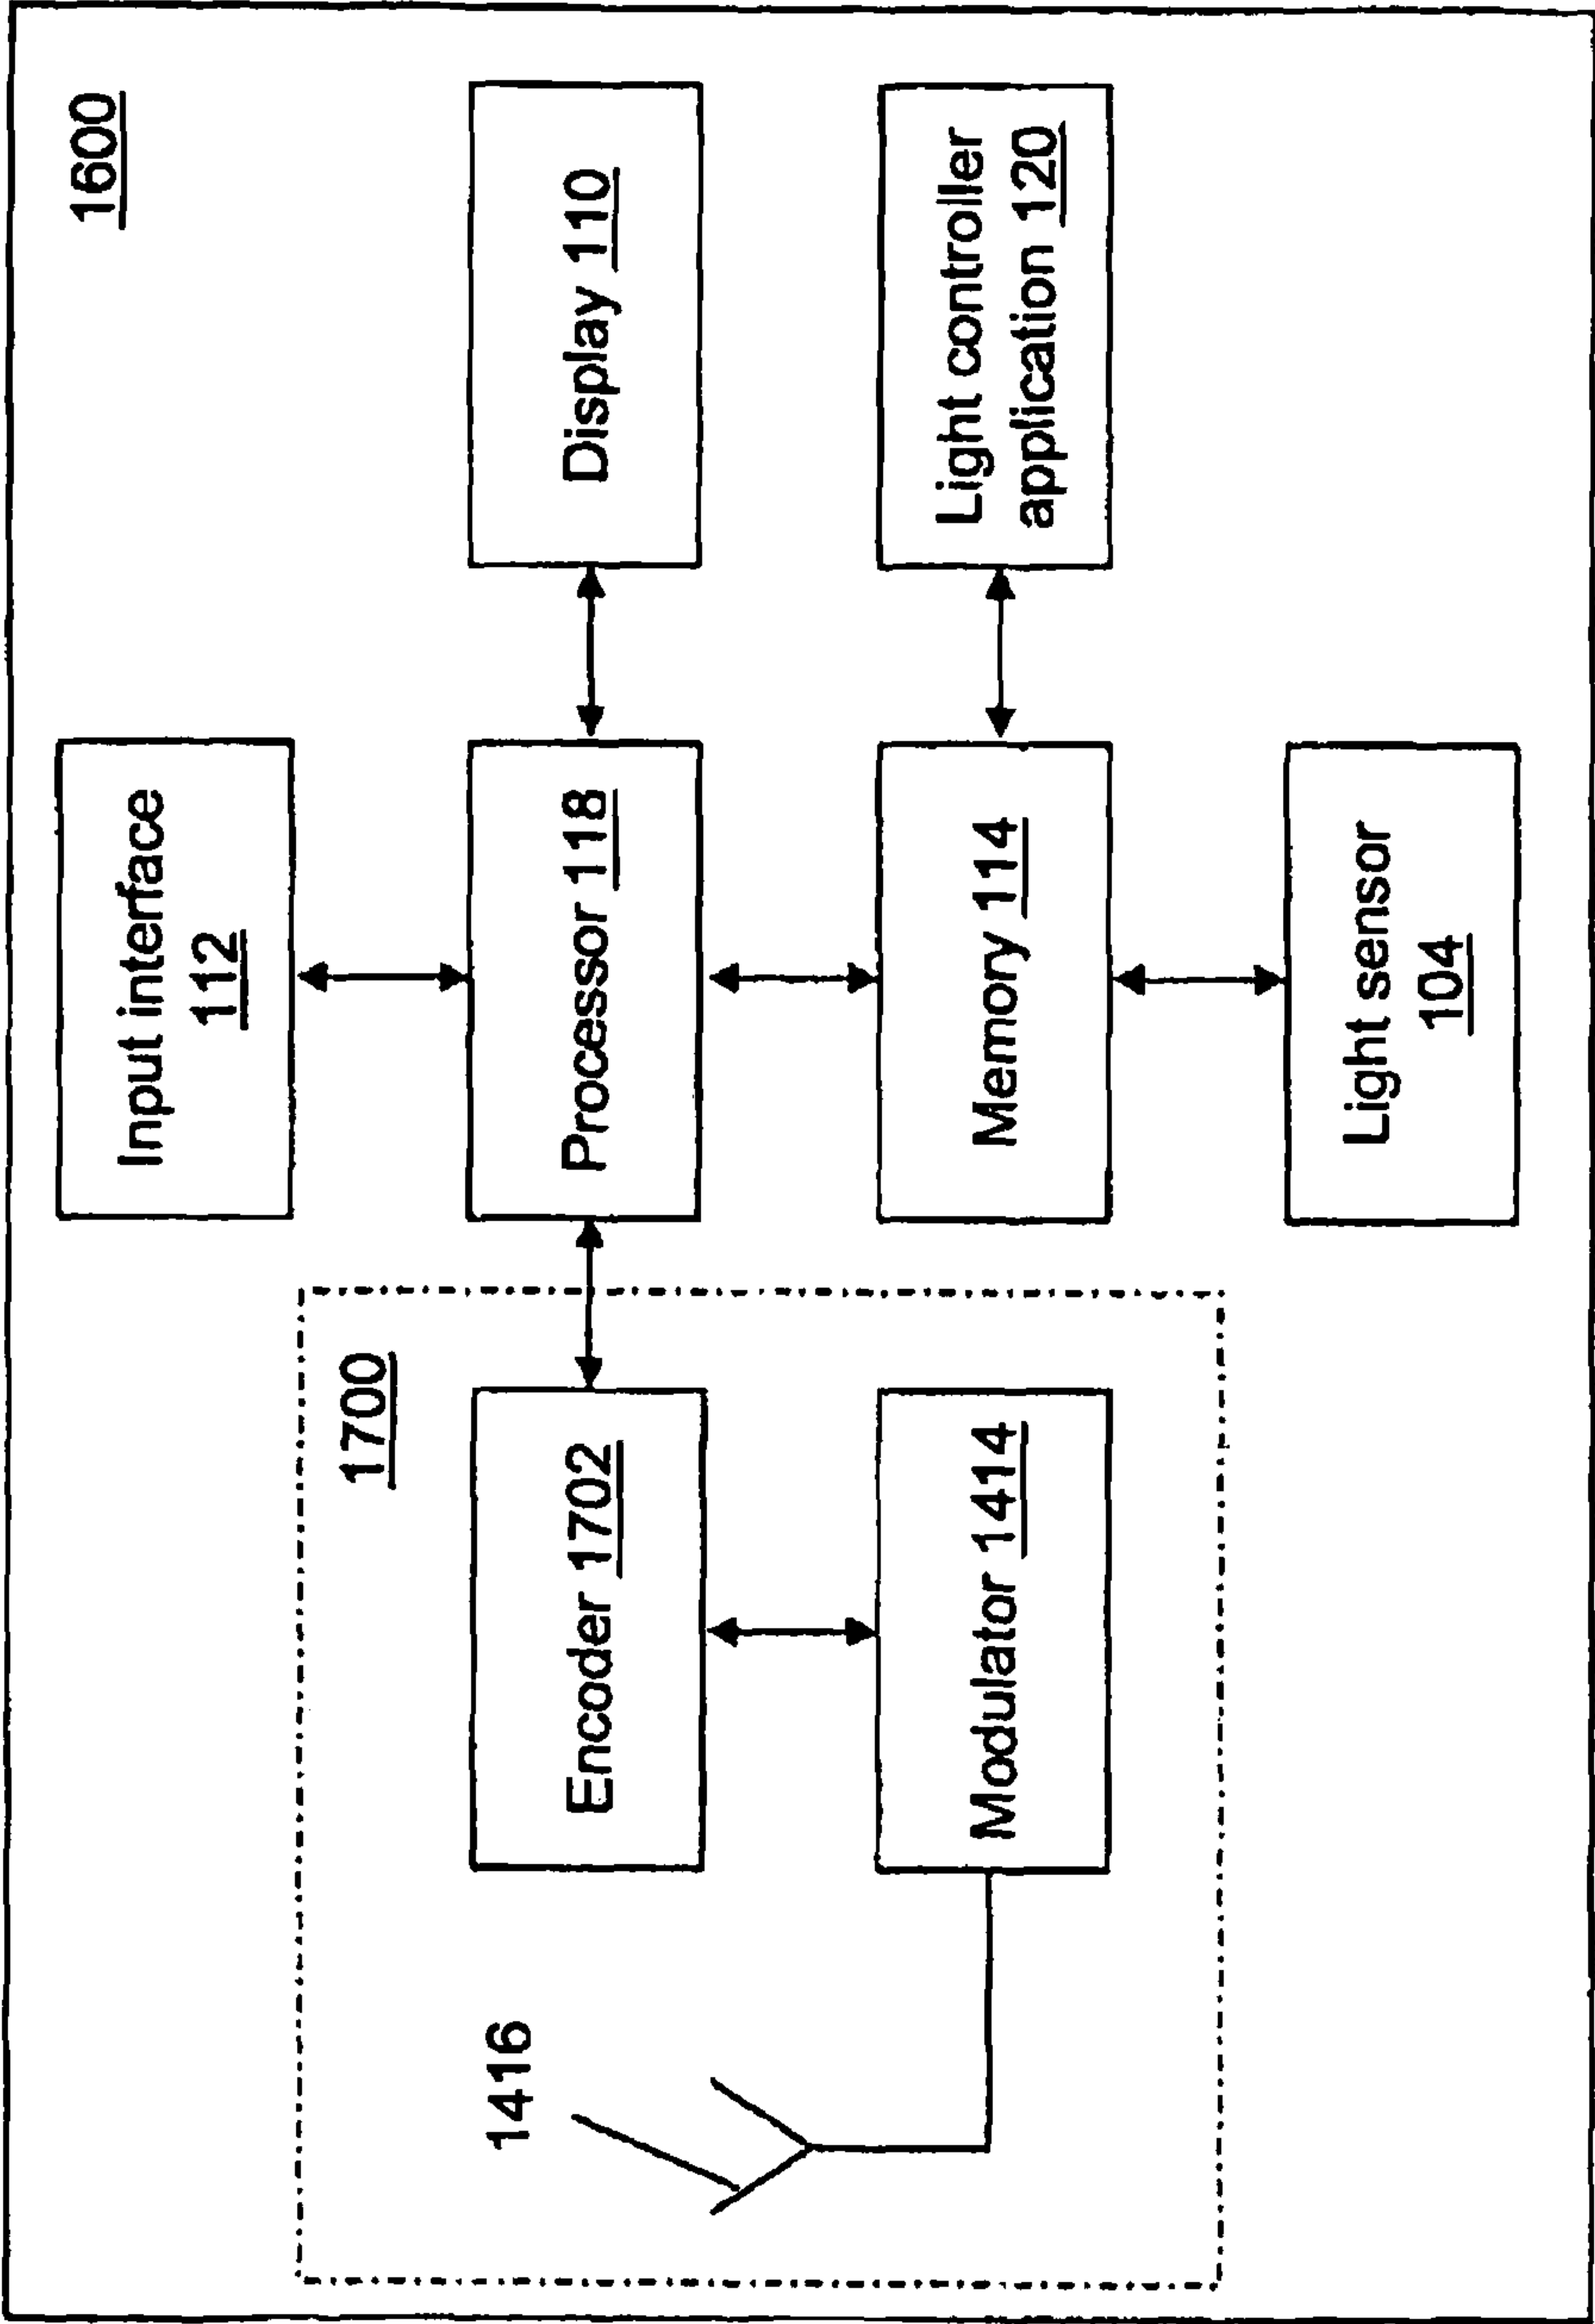 1600
Input interface
112
1700
Encoder 1702
Processor 118
Display 110
1416
Modulator 1414
Memory 114
Light controller
application 120
Light sensor
104